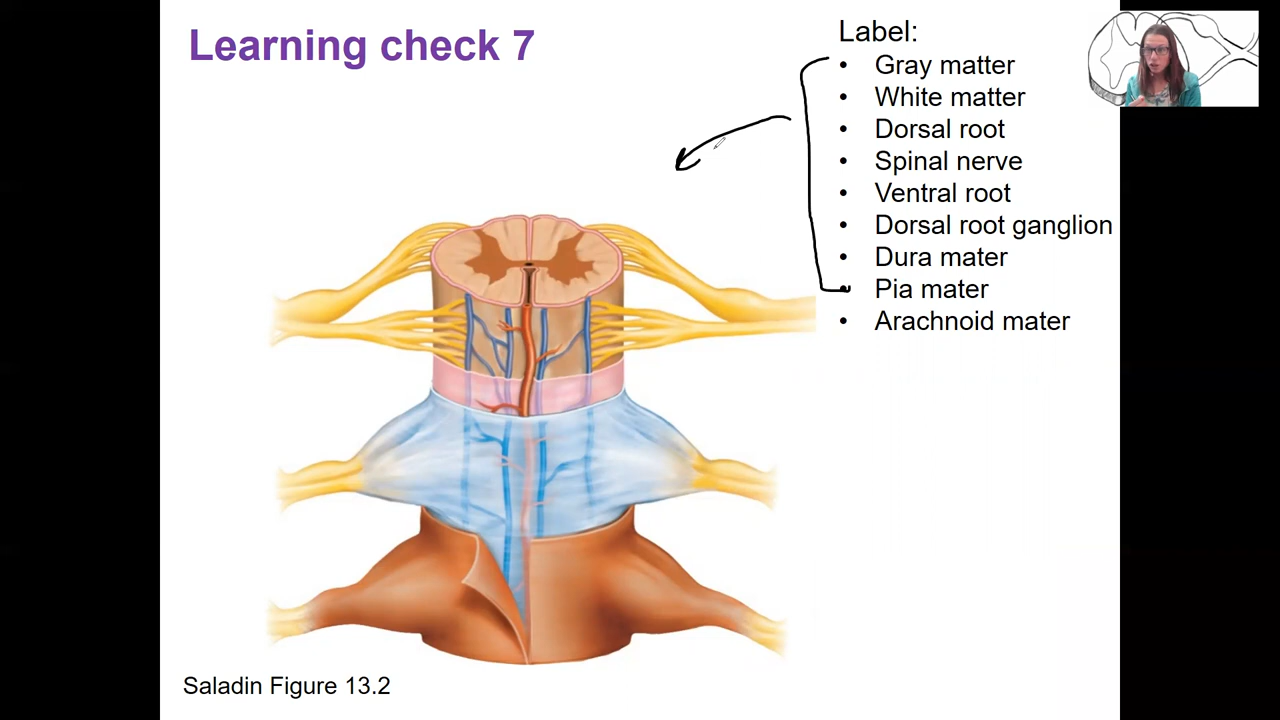 Learning check 7
Label:
• Gray matter
• White matter
• Dorsal root
• Spinal nerve
• Ventral root
• Dorsal root ganglion
• Dura mater
• Pia mater
• Arachnoid mater
Saladin Figure 13.2